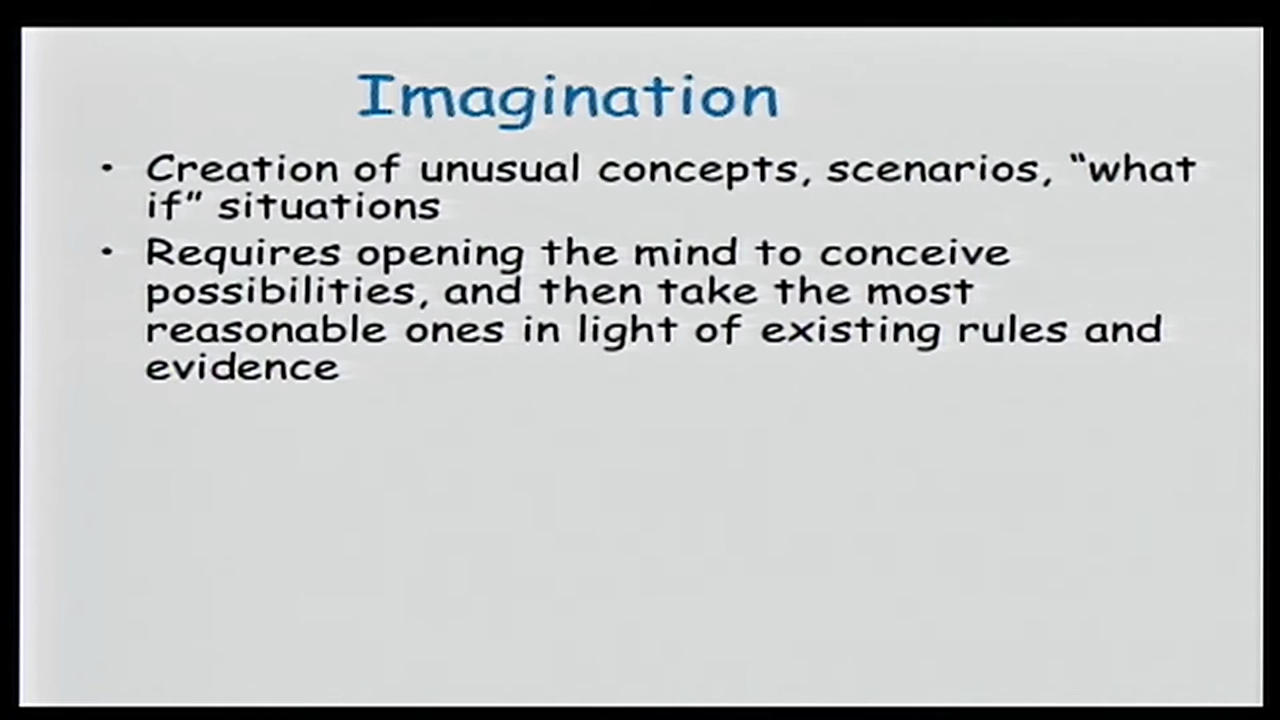 Imagination
· Creation of unusual concepts, scenarios, “what
if” situations
· Requires opening the mind to conceive
possibilities, and then take the most
reasonable ones in light of existing rules and
evidence